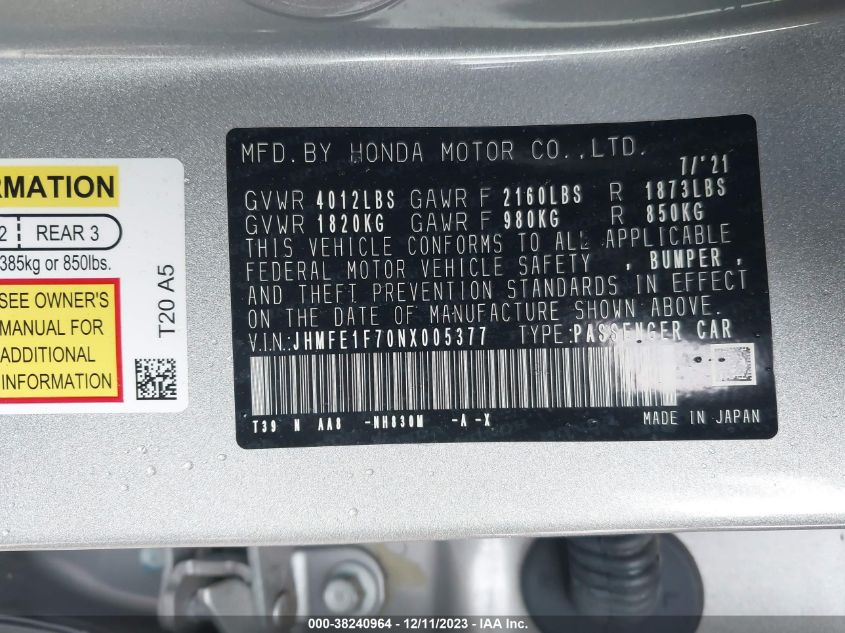 RMATION
2 REAR 3
385kg or 850lbs.
SEE OWNER'S
MANUAL FOR
ADDITIONAL
INFORMATION
T20 A5
MFD. BY HONDA MOTOR CO., LTD.
7/'21
GVWR 4012LBS GAWR F 2160LBS R 1873LBS
GVWR 1820KG GAWR F 980KG R 850KG
THIS VEHICLE CONFORMS TO ALL APPLICABLE
FEDERAL MOTOR VEHICLE SAFETY , BUMPER ,
AND THEFT PREVENTION STANDARDS IN EFFECT
ON THE DATE OF MANUFACTURE SHOWN ABOVE.
V.I.N: JHMFE1F70NX005377 TYPE: PASSENGER CAR
T39 N AA8 -NH830M -A -X
MADE IN JAPAN
000-38240964 - 12/11/2023 - IAA Inc.